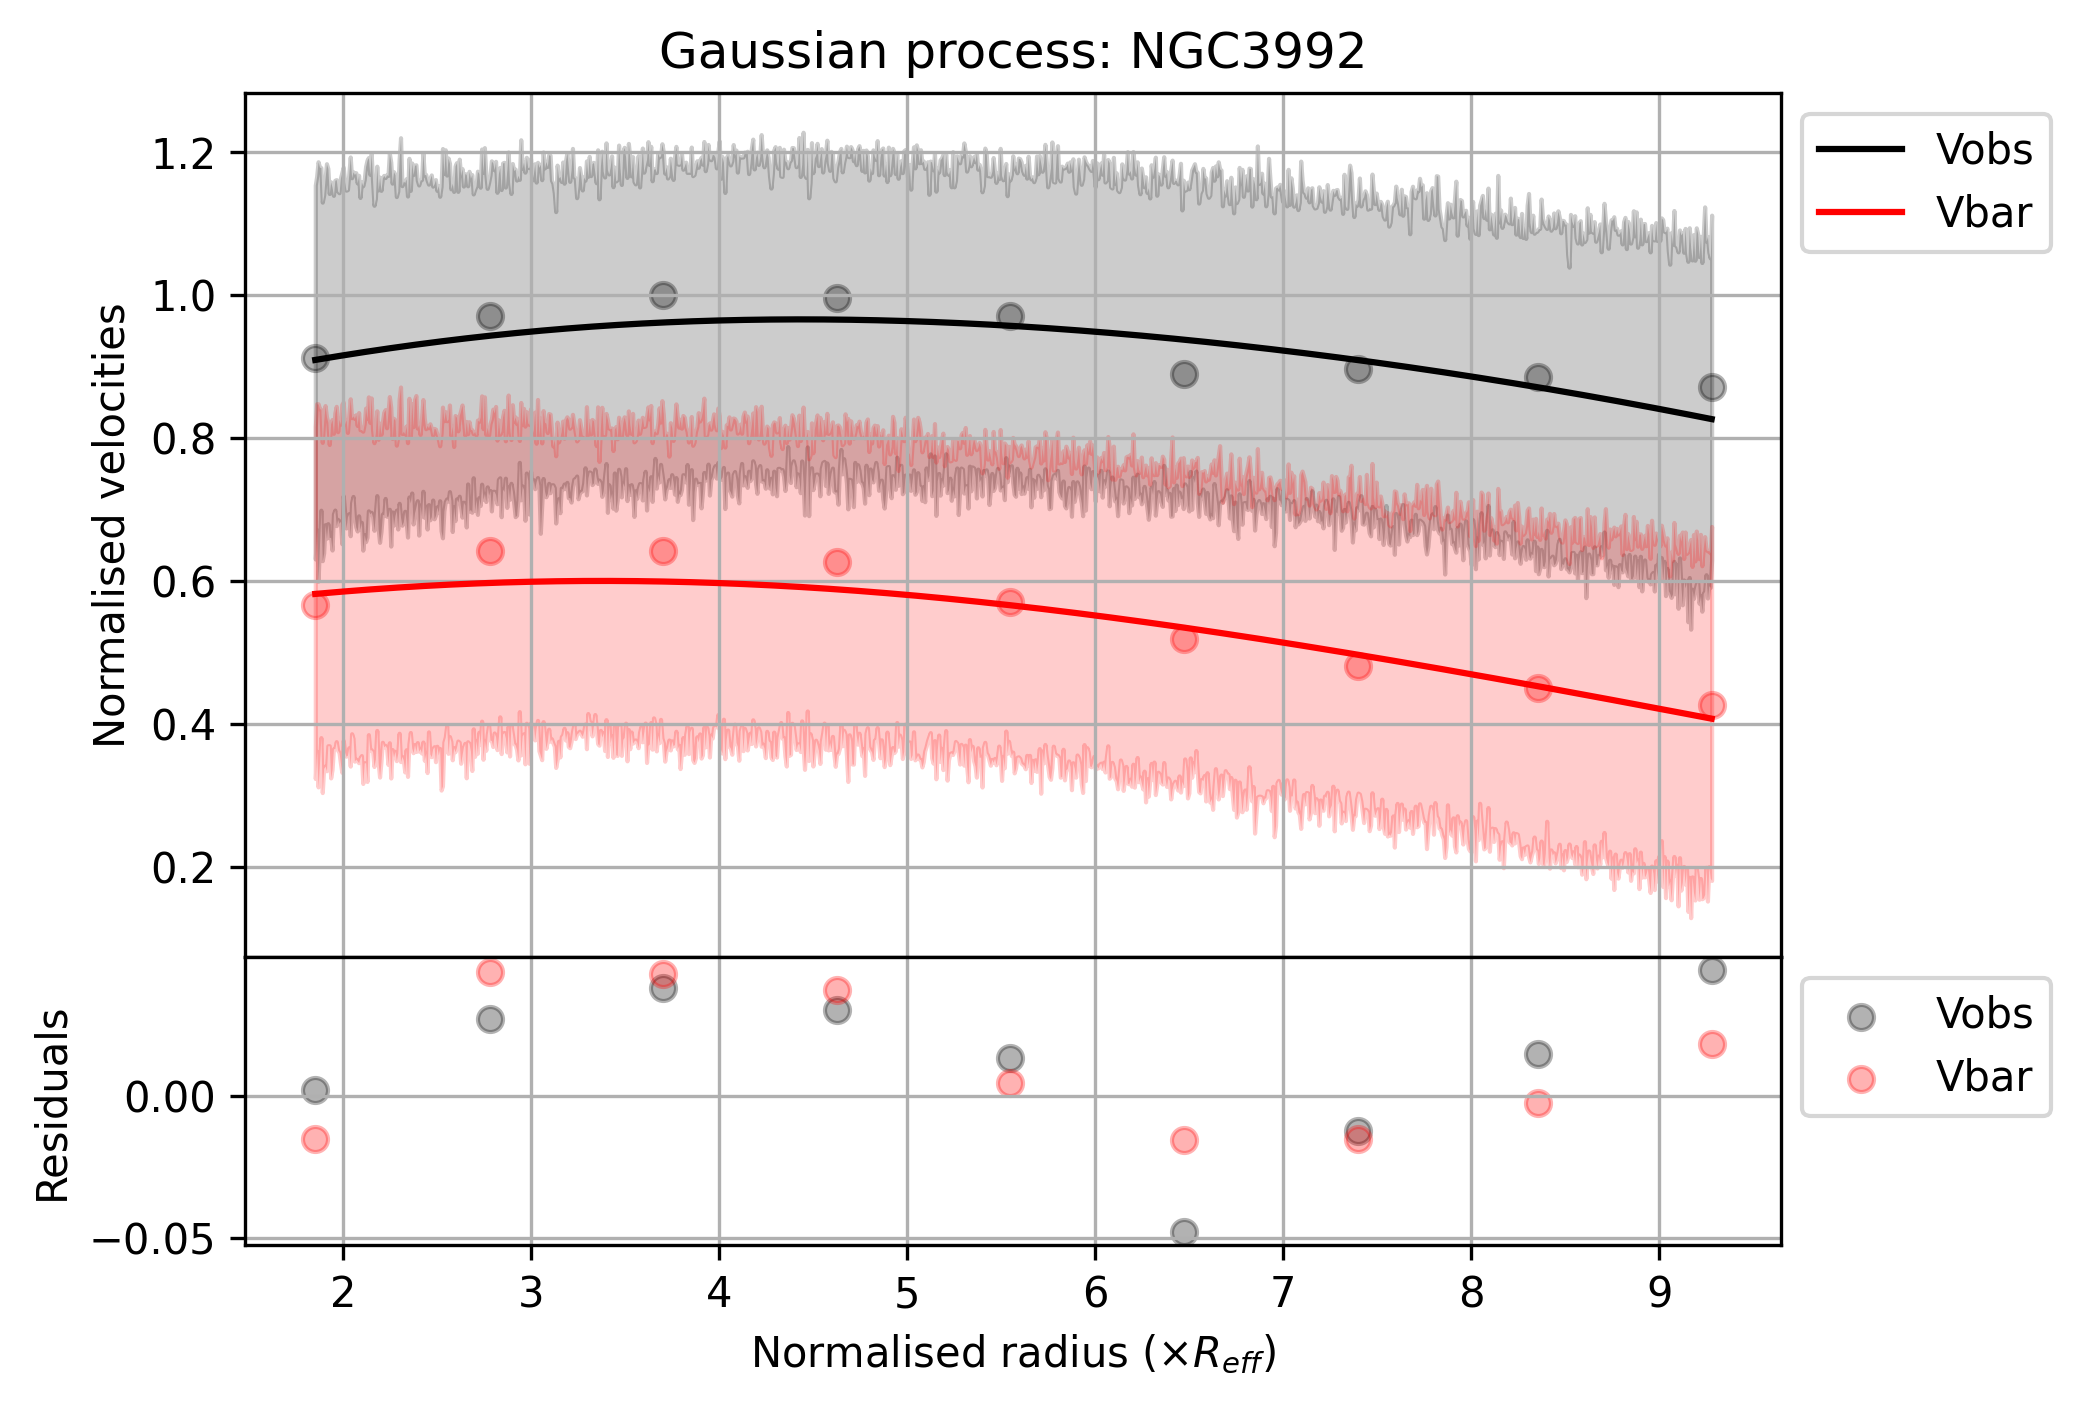 Gaussian process: NGC3992
1.2
1.0
0.8
0.6
0.4
0.2
Normalised velocities
Vobs
Vbar
0.00
−0.05
Residuals
Vobs
Vbar
2 3 4 5 6 7 8 9
Normalised radius (×R_eff)